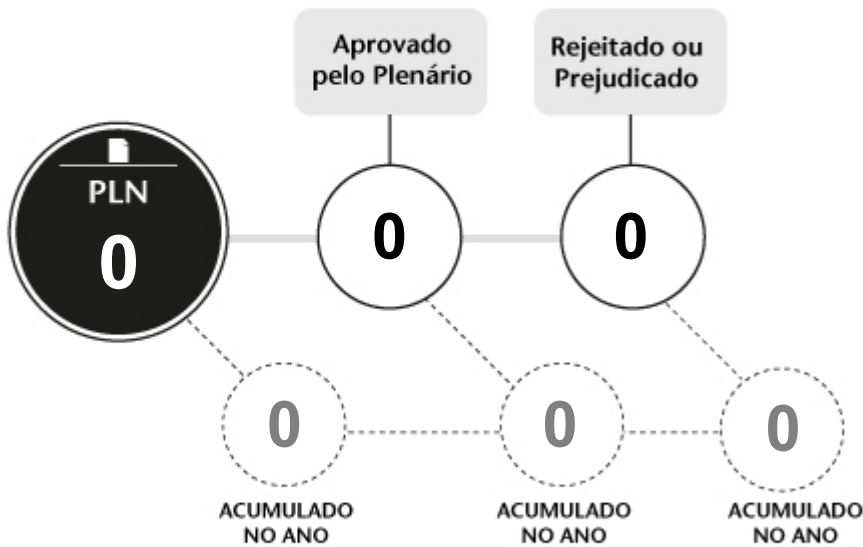 Aprovado
pelo Plenário
Rejeitado ou
Prejudicado
PLN
0
0
0
0
0
0
ACUMULADO
NO ANO
ACUMULADO
NO ANO
ACUMULADO
NO ANO